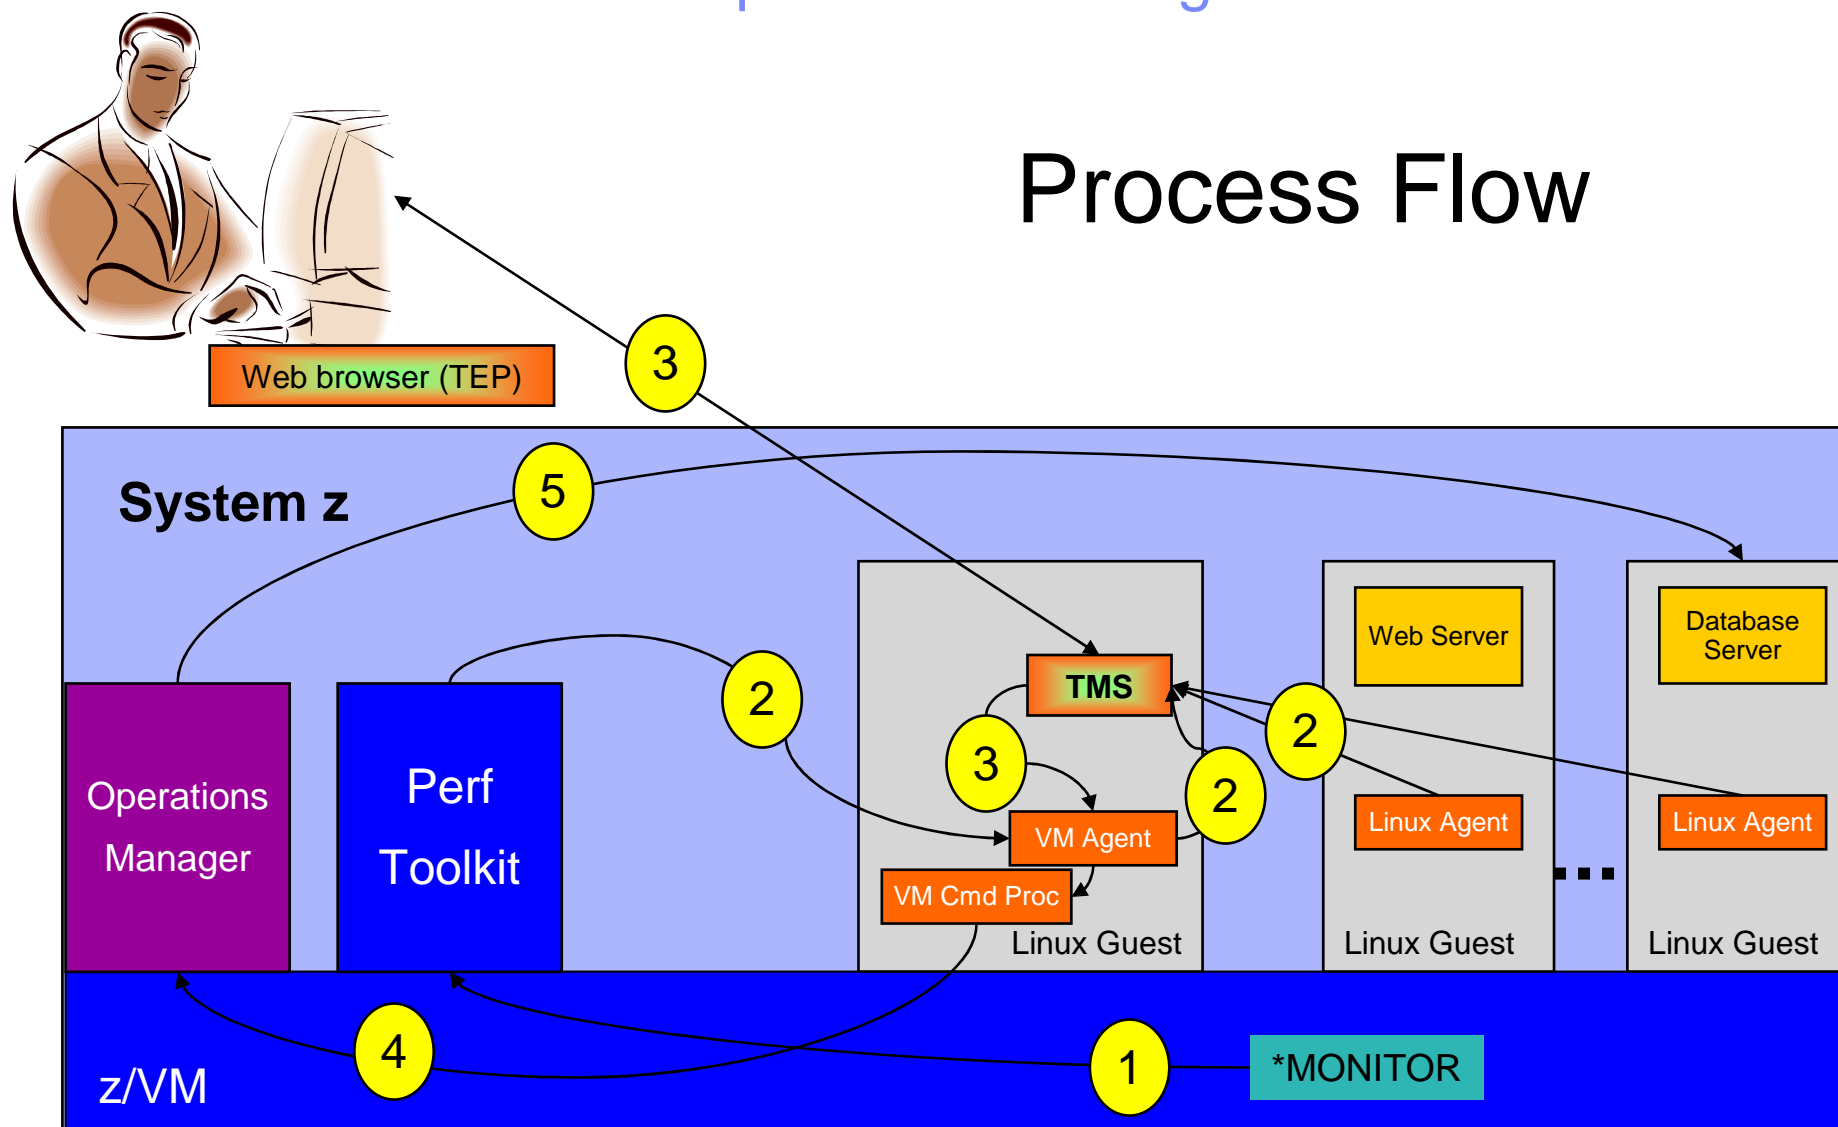 Process Flow
3
Web browser (TEP)
System z
5
Operations
Manager
Perf
Toolkit
2
TMS
3
2
VM Agent
VM Cmd Proc
Linux Guest
2
Web Server
Linux Agent
Linux Guest
Database
Server
Linux Agent
Linux Guest
4
1
*MONITOR
z/VM